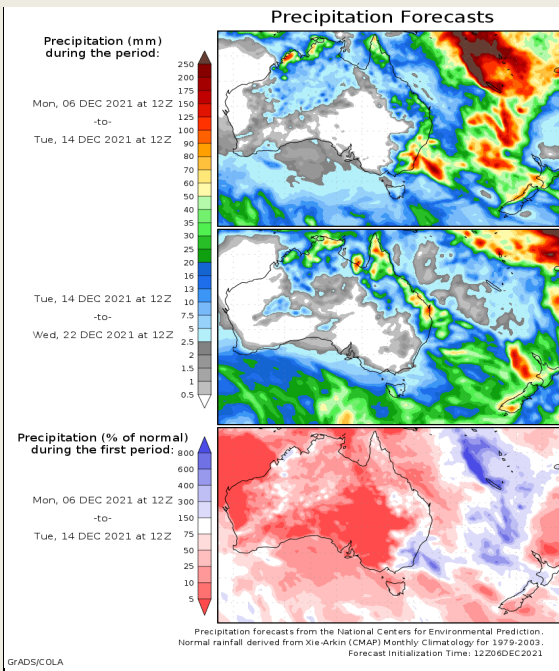 Precipitation Forecasts
Precipitation (mm)
during the period:
Mon, 06 DEC 2021 at 12Z
-to-
Tue, 14 DEC 2021 at 12Z
250
200
175
150
125
100
90
80
70
60
50
40
35
30
25
20
16
13
10
7.5
5
2.5
2
1.5
1
0.5
Tue, 14 DEC 2021 at 12Z
-to-
Wed, 22 DEC 2021 at 12Z
Precipitation (% of normal)
during the first period:
Mon, 06 DEC 2021 at 12Z
-to-
Tue, 14 DEC 2021 at 12Z
800
600
400
300
150
75
50
25
10
5
Precipitation forecasts from the National Centers for Environmental Prediction.
Normal rainfall derived from Xie-Arkin (CMAP) Monthly Climatology for 1979-2003.
Forecast Initialization Time: 12Z06DEC2021
GrADS/COLA